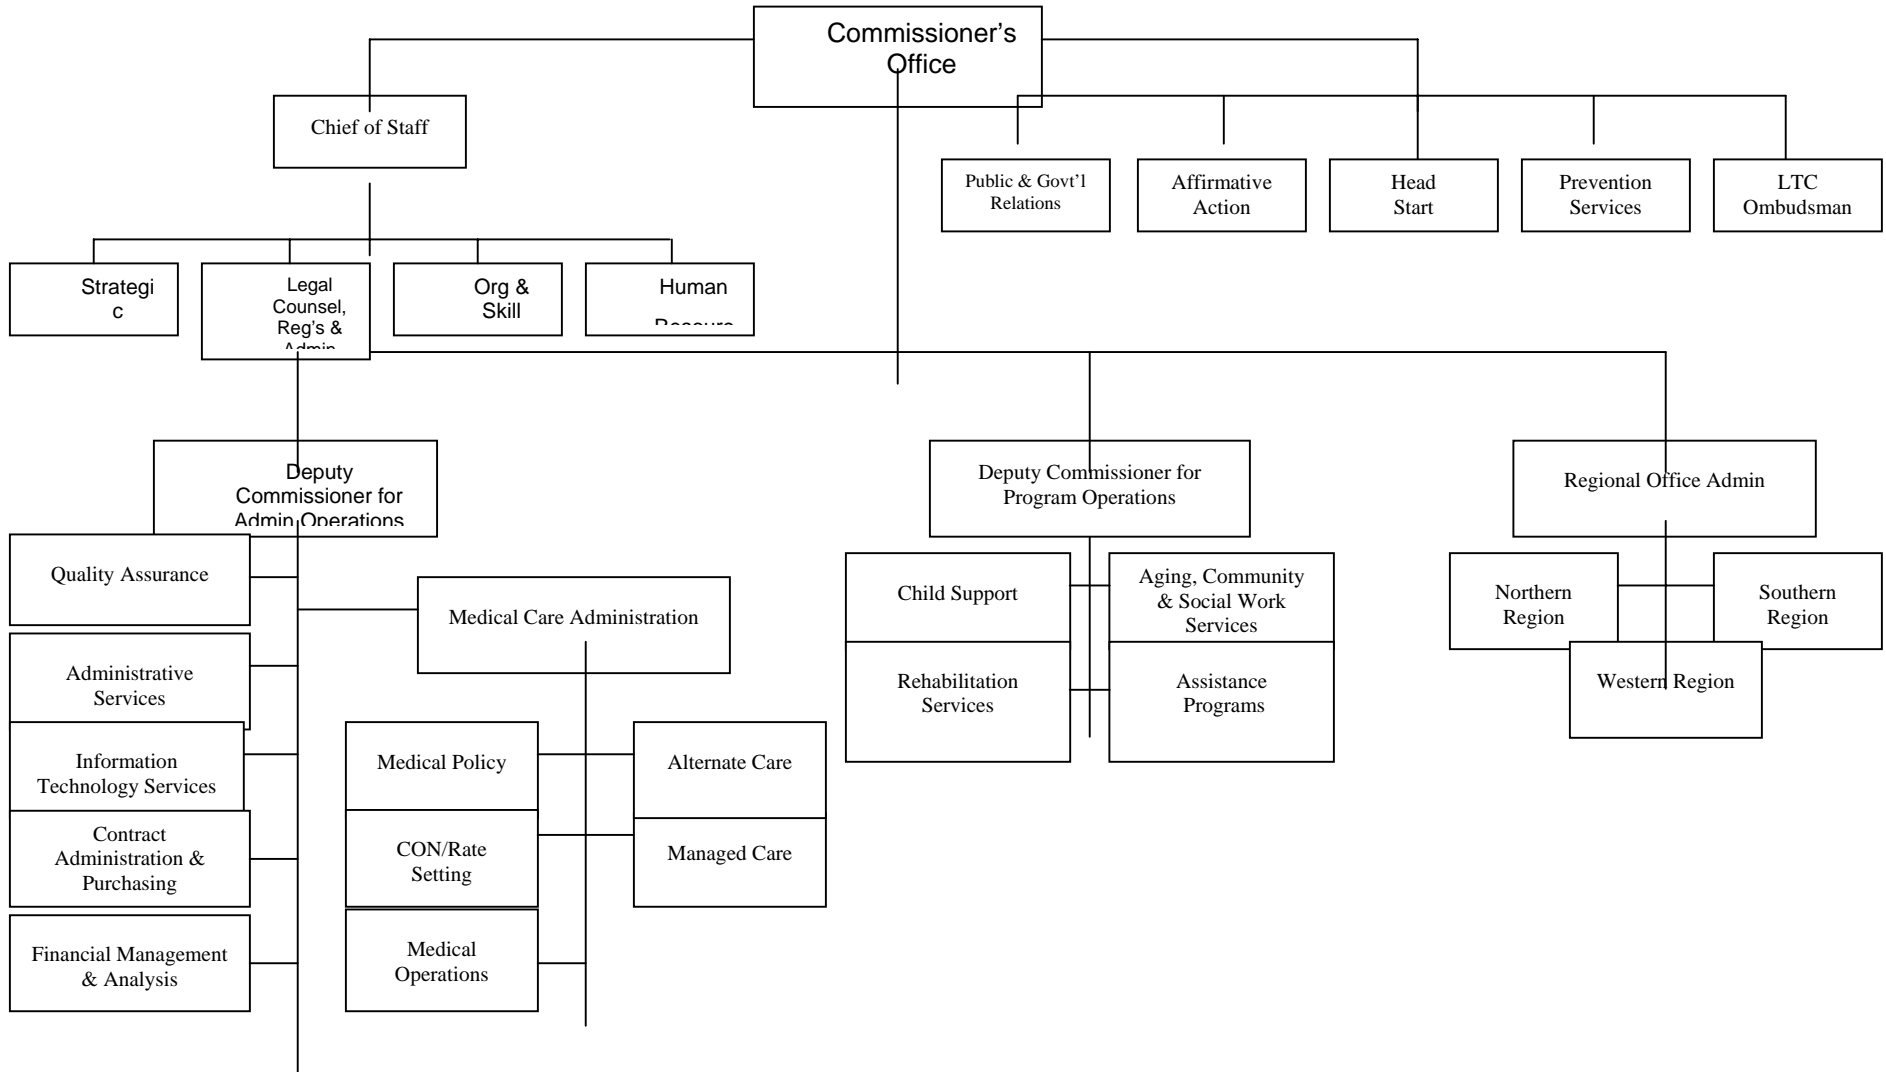 Commissioner’s
Office
Chief of Staff
Public & Govt’l
Relations
Affirmative
Action
Head
Start
Prevention
Services
LTC
Ombudsman
Strategi
c
Legal
Counsel,
Reg’s &
Admin
Org &
Skill
Human
Resourc
Deputy
Commissioner for
Admin Operations
Deputy Commissioner for
Program Operations
Regional Office Admin
Quality Assurance
Administrative
Services
Information
Technology Services
Contract
Administration &
Purchasing
Financial Management
& Analysis
Medical Care Administration
Medical Policy
Alternate Care
CON/Rate
Setting
Managed Care
Medical
Operations
Child Support
Aging, Community
& Social Work
Services
Rehabilitation
Services
Assistance
Programs
Northern
Region
Southern
Region
Western Region